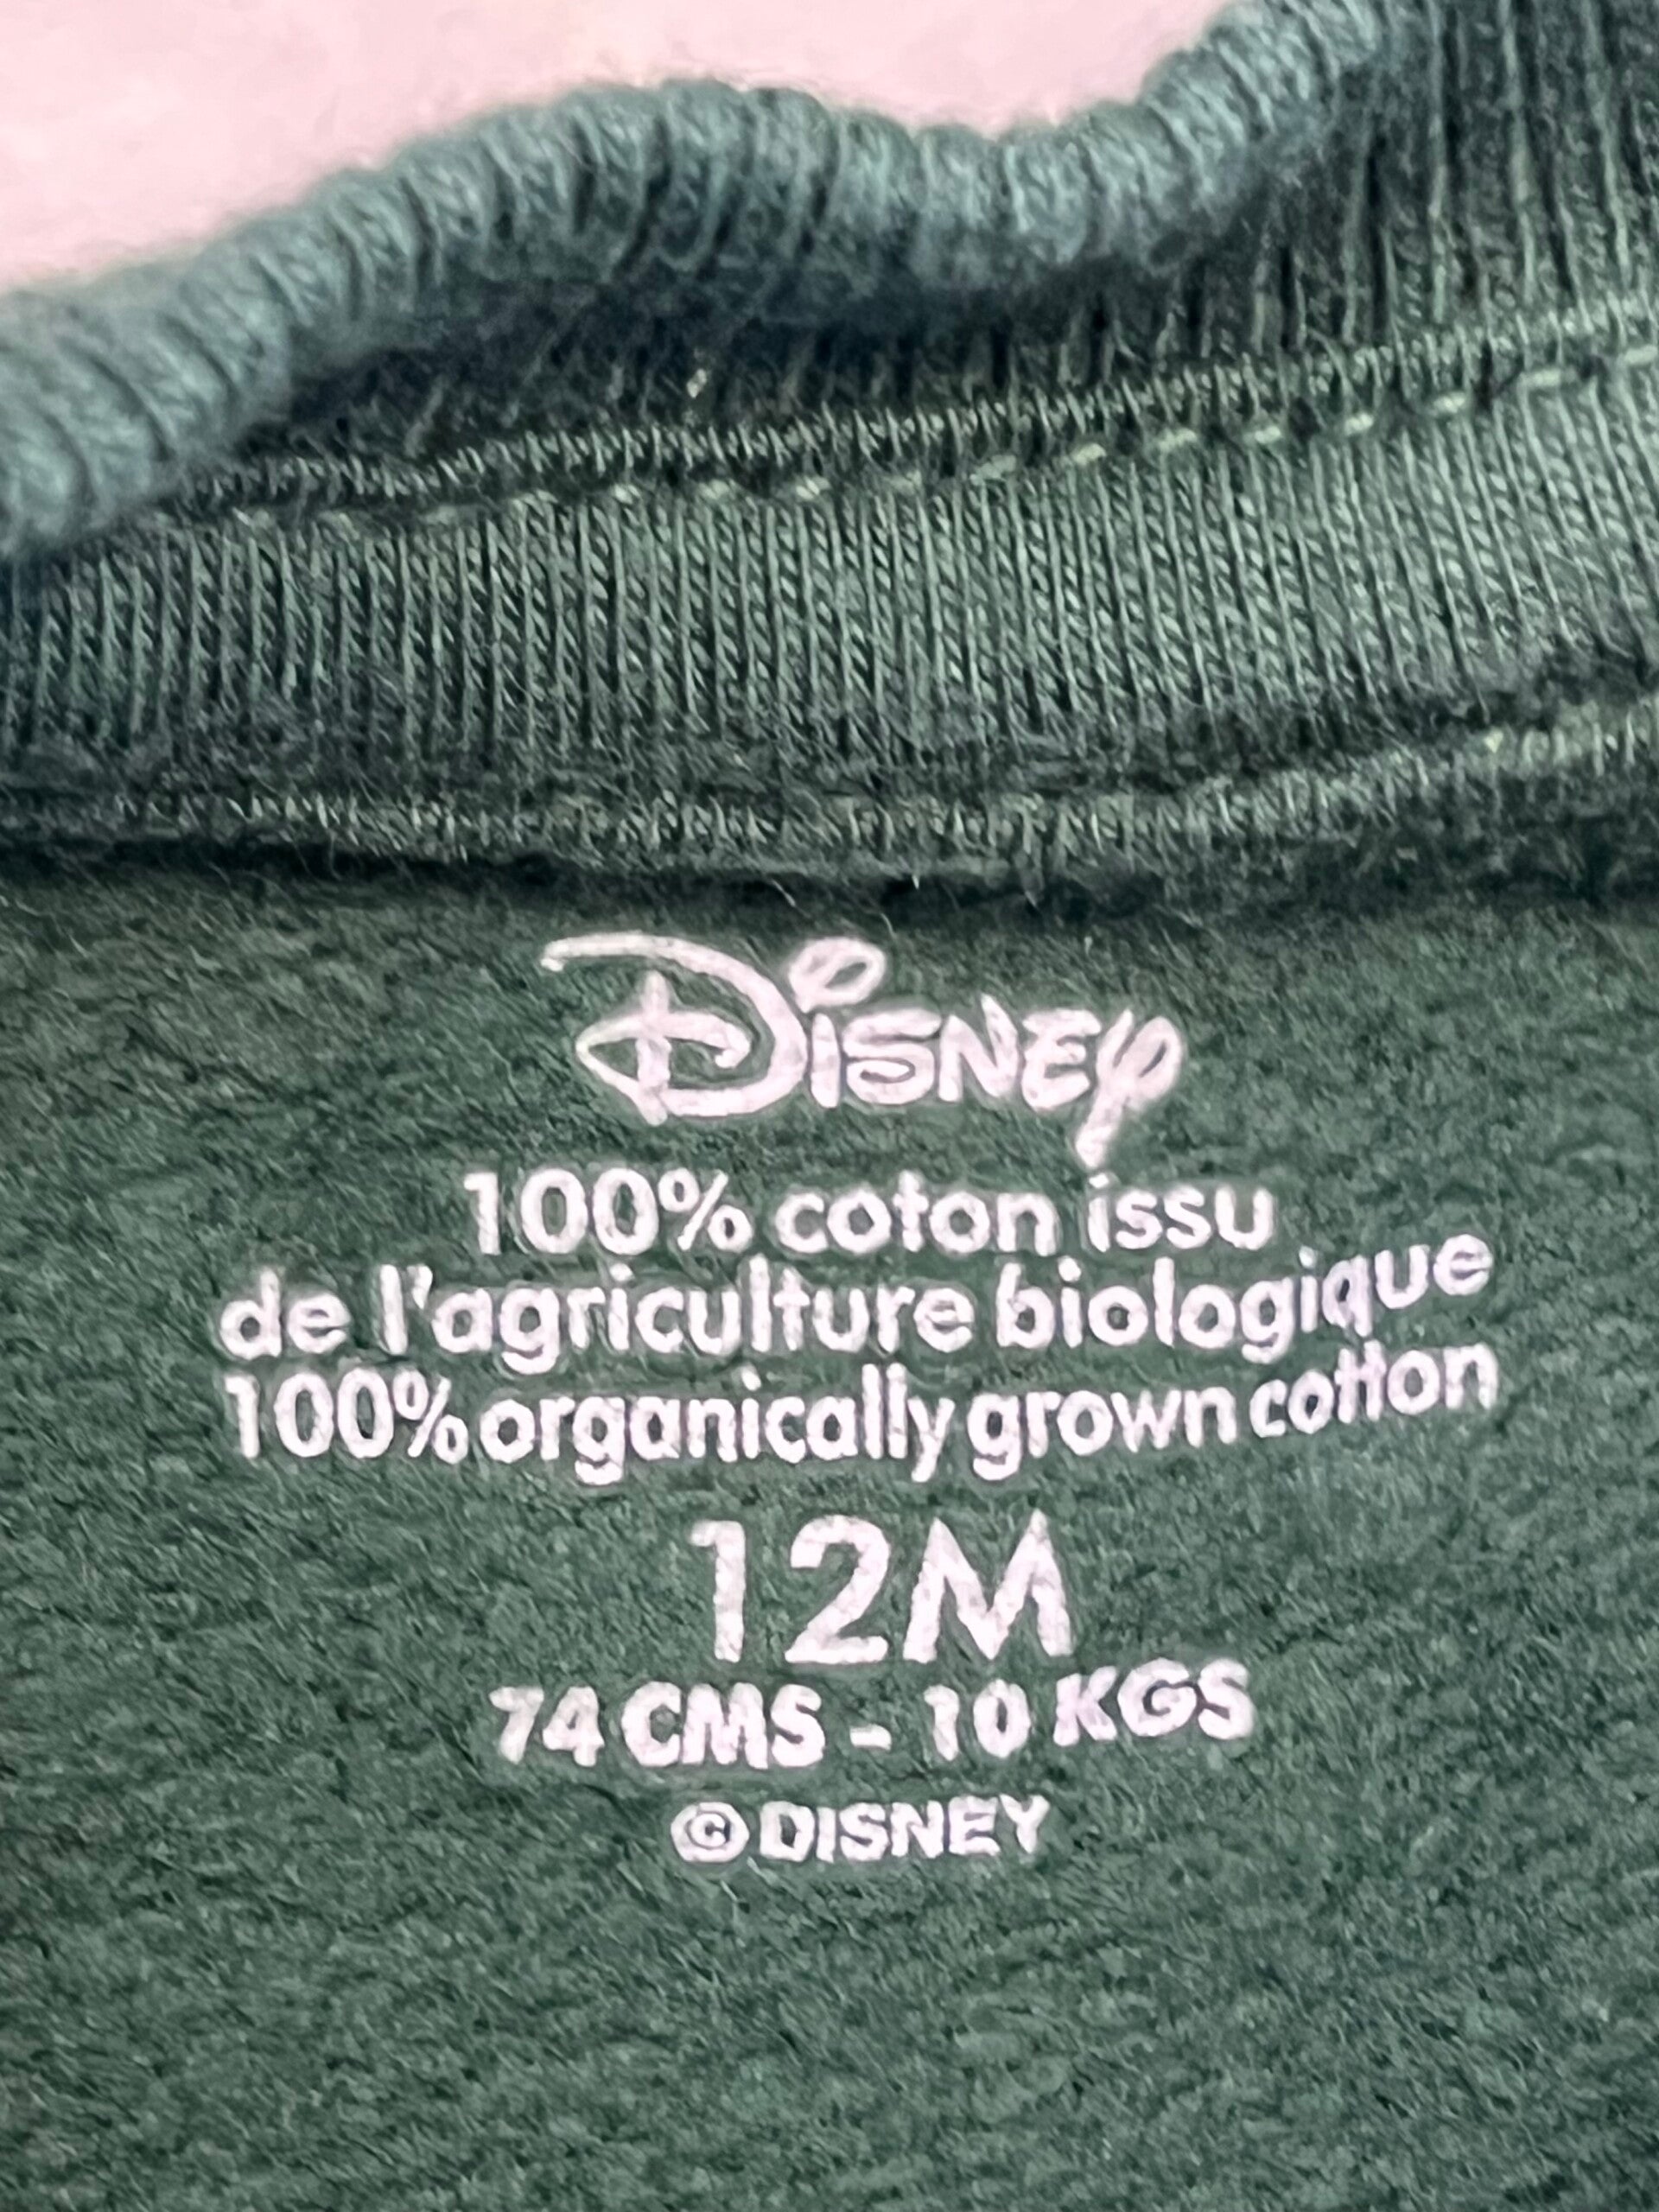 Disney
100% coton issu
de l'agriculture biologique
100% organically grown cotton
12M
74 CMS - 10 KGS
© DISNEY